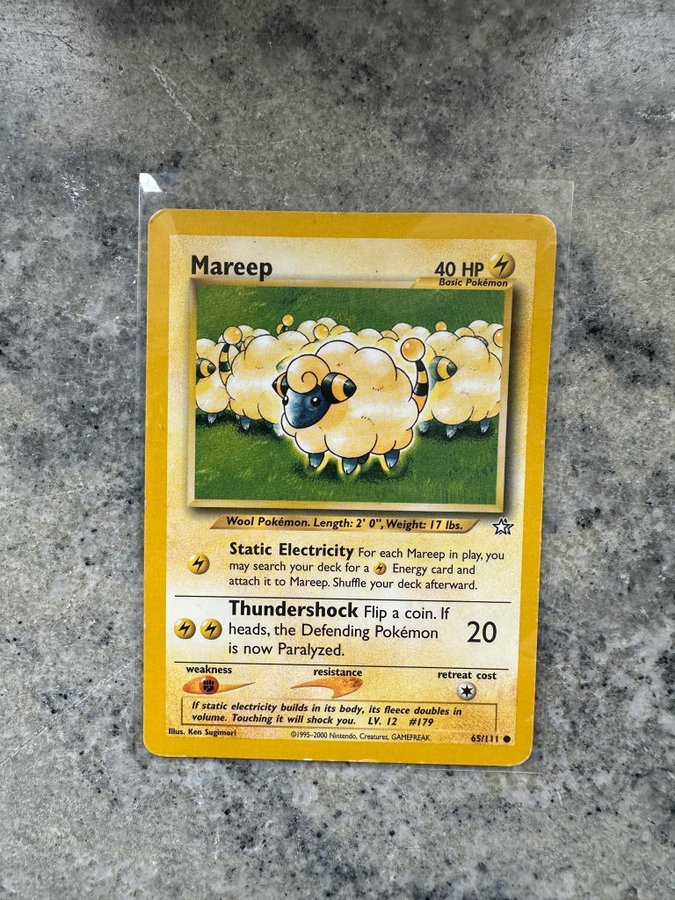 Mareep
40 HP
Basic Pokémon
Wool Pokémon. Length: 2' 0", Weight: 17 lbs.
Static Electricity For each Mareep in play, you
may search your deck for a Energy card and
attach it to Mareep. Shuffle your deck afterward.
Thundershock Flip a coin. If
heads, the Defending Pokémon
is now Paralyzed.
20
weakness
resistance
retreat cost
If static electricity builds in its body, its fleece doubles in
volume. Touching it will shock you. LV. 12 #179
Illus. Ken Sugimori
©1995-2000 Nintendo, Creatures, GAMEFREAK.
65/111